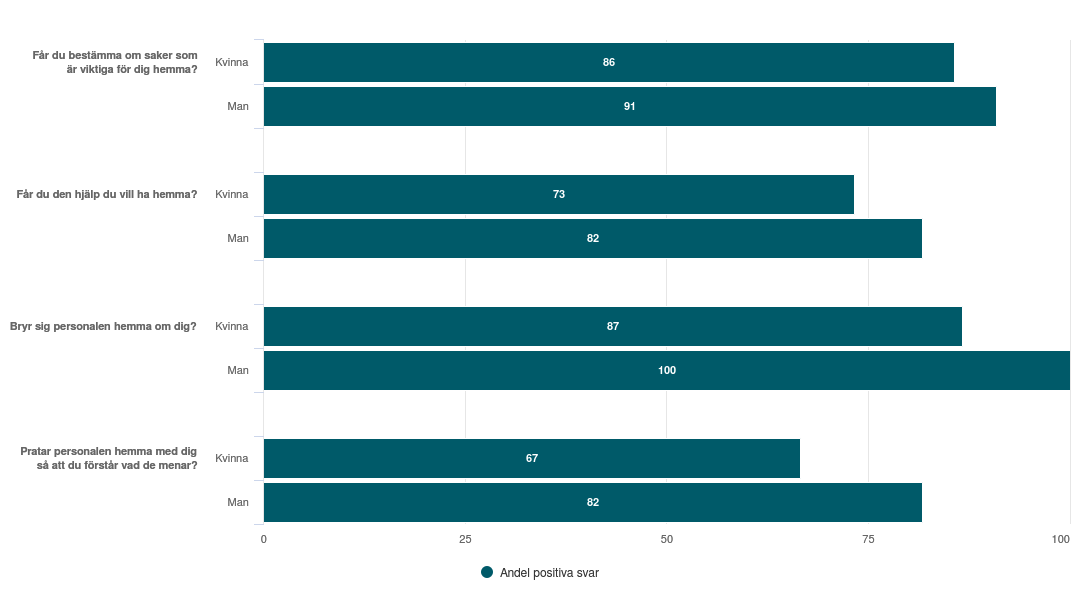 Får du bestämma om saker som
är viktiga för dig hemma?
Kvinna
86
Man
91
Får du den hjälp du vill ha hemma?
Kvinna
73
Man
82
Bryr sig personalen hemma om dig?
Kvinna
87
Man
100
Pratar personalen hemma med dig
så att du förstår vad de menar?
Kvinna
67
Man
82
0 25 50 75 100
Andel positiva svar